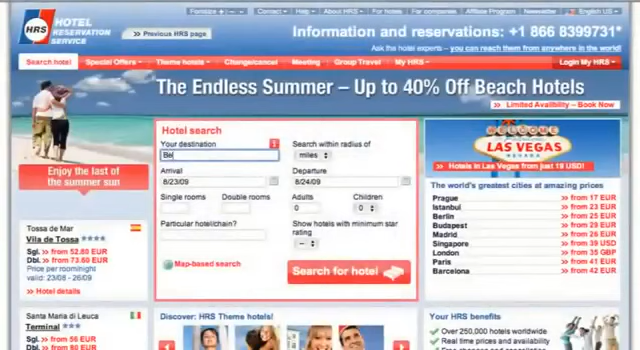 Fontsize
Contact
Help
About HRS
For hotels
For companies
Affiliate Program
Newsletter
English US
HRS
HOTEL
RESERVATION
SERVICE
Previous HRS page
Information and reservations: +1 866 8399731*
Ask the hotel experts – you can reach them from anywhere in the world!
Search hotel
Special Offers
Theme hotels
Change/cancel
Meeting
Group Travel
My HRS
Login My HRS
The Endless Summer – Up to 40% Off Beach Hotels
Limited Availability – Book Now
Enjoy the last of
the summer sun
Hotel search
Your destination
Be
Search within radius of
miles
Arrival
Departure
8/23/09
8/24/09
Single rooms
Double rooms
Adults
Children
0
0
Particular hotel/chain?
Show hotels with minimum star
rating
--
Map-based search
Search for hotel
WELCOME
LAS VEGAS
NEVADA
Hotels in Las Vegas from just 19 USD!
The world's greatest cities at amazing prices
Prague >> from 17 EUR
Istanbul >> from 23 EUR
Berlin >> from 25 EUR
Budapest >> from 29 EUR
Madrid >> from 26 EUR
Singapore >> from 39 USD
London >> from 35 GBP
Paris >> from 41 EUR
Barcelona >> from 42 EUR
Tossa de Mar
Vila de Tossa ****
Sgl. >> from 52.80 EUR
Dbl. >> from 73.60 EUR
Price per room/night
valid: 23/08 - 26/09
>> Hotel details
Santa Maria di Leuca
Terminal ***
Sgl. >> from 56 EUR
Dbl. >> from 80 EUR
Discover: HRS Theme hotels!
Your HRS benefits
Over 250,000 hotels worldwide
Real time prices and availability